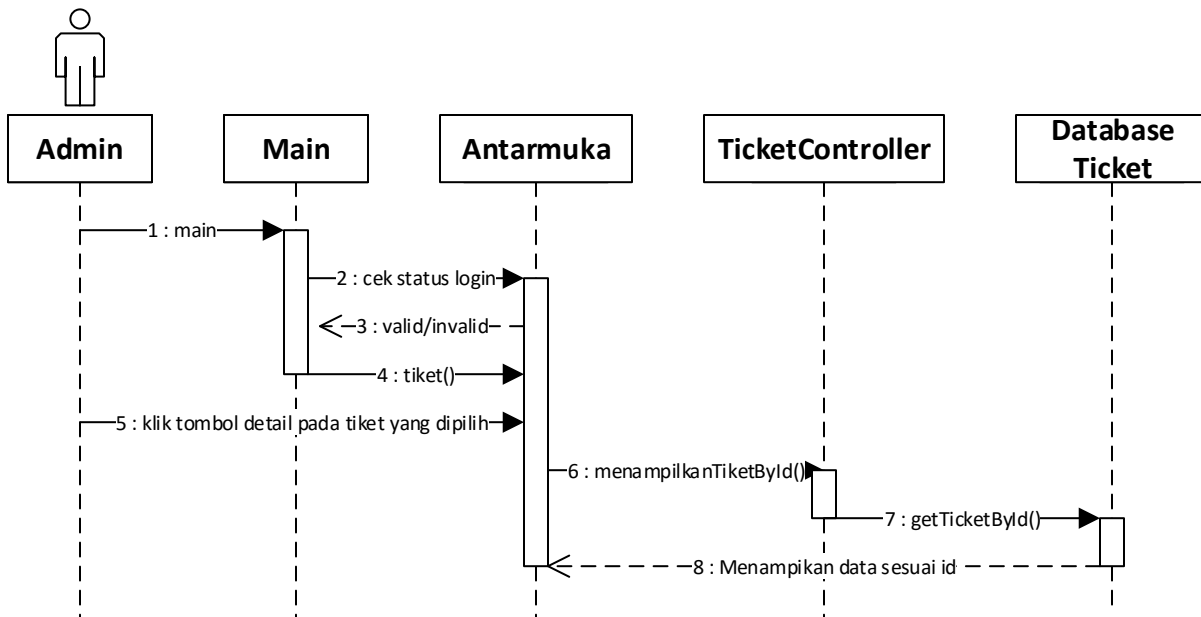 Admin
Main
Antarmuka
TicketController
Database
Ticket
1 : main
2 : cek status login
3 : valid/invalid
4 : tiket()
5 : klik tombol detail pada tiket yang dipilih
6 : menampilkanTiketById()
7 : getTicketById()
8 : Menampikan data sesuai id